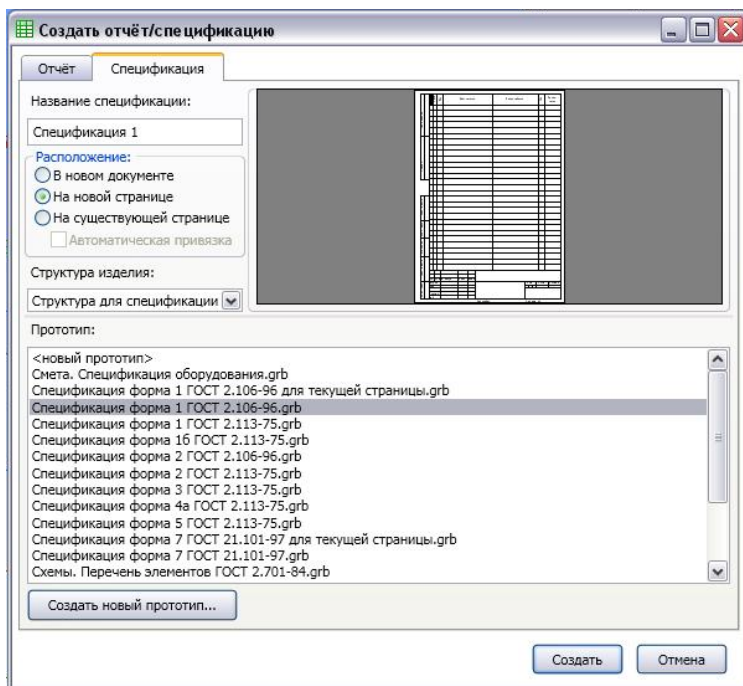 Создать отчёт/спецификацию
Отчёт
Спецификация
Название спецификации:
Спецификация 1
Расположение:
В новом документе
На новой странице
На существующей странице
Автоматическая привязка
Структура изделия:
Структура для спецификации
Прототип:
<новый прототип>
Смета. Спецификация оборудования.grb
Спецификация форма 1 ГОСТ 2.106-96 для текущей страницы.grb
Спецификация форма 1 ГОСТ 2.106-96.grb
Спецификация форма 1 ГОСТ 2.113-75.grb
Спецификация форма 1б ГОСТ 2.113-75.grb
Спецификация форма 2 ГОСТ 2.106-96.grb
Спецификация форма 2 ГОСТ 2.113-75.grb
Спецификация форма 3 ГОСТ 2.113-75.grb
Спецификация форма 4а ГОСТ 2.113-75.grb
Спецификация форма 5 ГОСТ 2.113-75.grb
Спецификация форма 7 ГОСТ 21.101-97 для текущей страницы.grb
Спецификация форма 7 ГОСТ 21.101-97.grb
Схемы. Перечень элементов ГОСТ 2.701-84.grb
Создать новый прототип...
Создать
Отмена